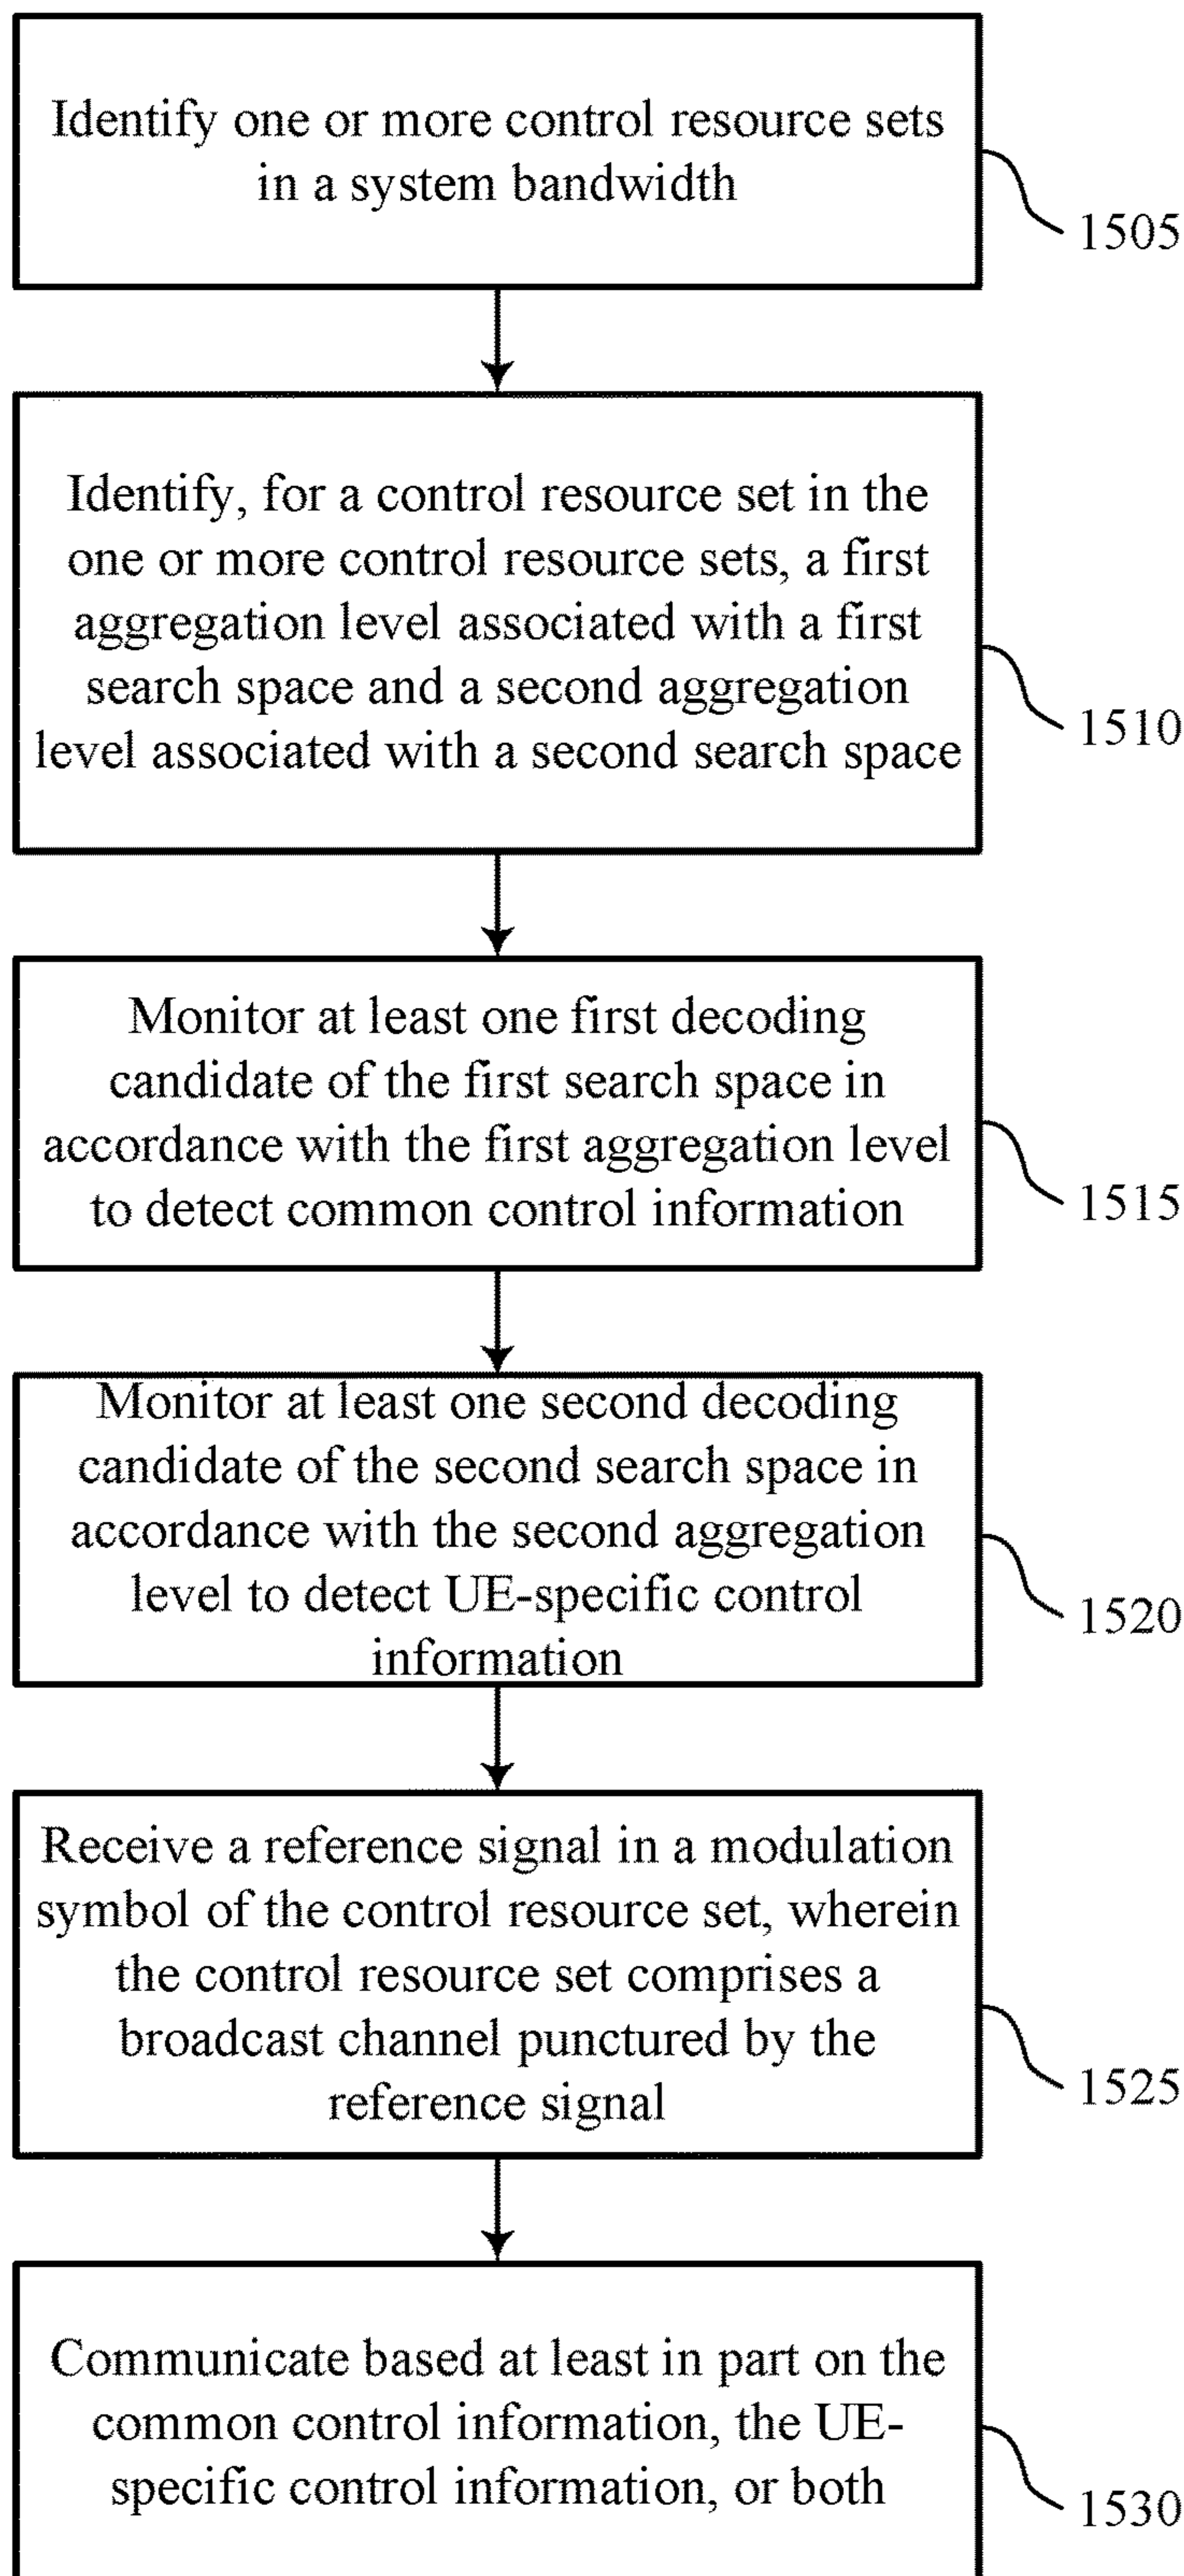 Identify one or more control resource sets
in a system bandwidth
1505
Identify, for a control resource set in the
one or more control resource sets, a first
aggregation level associated with a first
search space and a second aggregation
level associated with a second search space
1510
Monitor at least one first decoding
candidate of the first search space in
accordance with the first aggregation level
to detect common control information
1515
Monitor at least one second decoding
candidate of the second search space in
accordance with the second aggregation
level to detect UE-specific control
information
1520
Receive a reference signal in a modulation
symbol of the control resource set, wherein
the control resource set comprises a
broadcast channel punctured by the
reference signal
1525
Communicate based at least in part on the
common control information, the UE-
specific control information, or both
1530